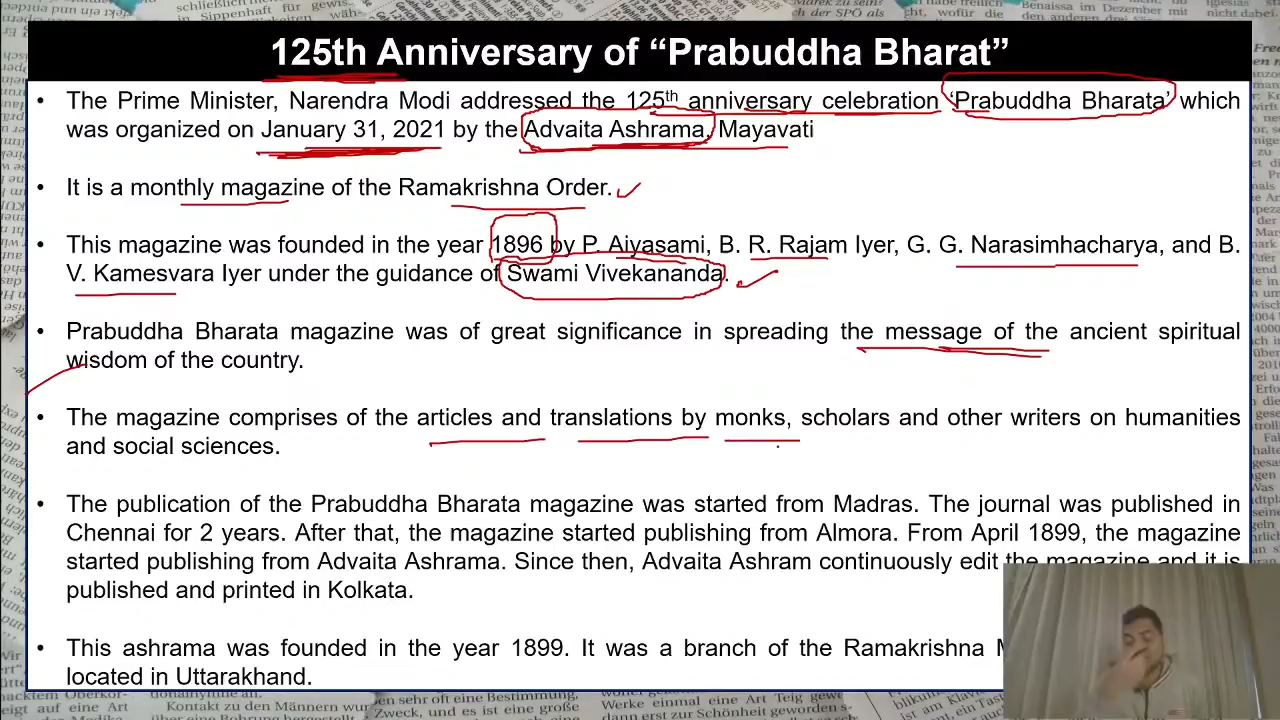 125th Anniversary of “Prabuddha Bharat”
• The Prime Minister, Narendra Modi addressed the 125th anniversary celebration ‘Prabuddha Bharata’ which
was organized on January 31, 2021 by the Advaita Ashrama, Mayavati
• It is a monthly magazine of the Ramakrishna Order.
• This magazine was founded in the year 1896 by P. Aiyasami, B. R. Rajam Iyer, G. G. Narasimhacharya, and B.
V. Kamesvara Iyer under the guidance of Swami Vivekananda.
• Prabuddha Bharata magazine was of great significance in spreading the message of the ancient spiritual
wisdom of the country.
• The magazine comprises of the articles and translations by monks, scholars and other writers on humanities
and social sciences.
• The publication of the Prabuddha Bharata magazine was started from Madras. The journal was published in
Chennai for 2 years. After that, the magazine started publishing from Almora. From April 1899, the magazine
started publishing from Advaita Ashrama. Since then, Advaita Ashram continuously edit the magazine and it is
published and printed in Kolkata.
• This ashrama was founded in the year 1899. It was a branch of the Ramakrishna
located in Uttarakhand.